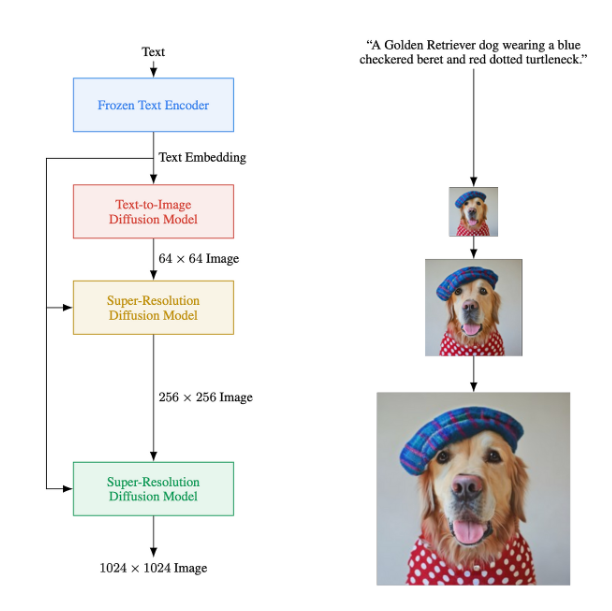 Text
Frozen Text Encoder
Text Embedding
Text-to-Image
Diffusion Model
64 × 64 Image
Super-Resolution
Diffusion Model
256 × 256 Image
Super-Resolution
Diffusion Model
1024 × 1024 Image
“A Golden Retriever dog wearing a blue
checkered beret and red dotted turtleneck.”